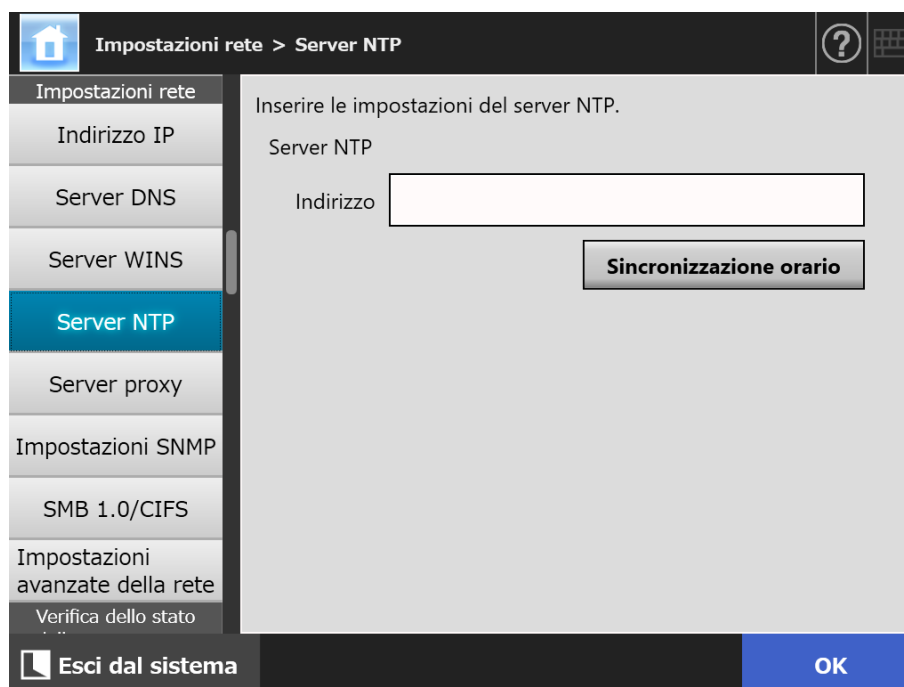 Impostazioni rete > Server NTP
?
Impostazioni rete
Indirizzo IP
Server DNS
Server WINS
Server NTP
Server proxy
Impostazioni SNMP
SMB 1.0/CIFS
Impostazioni
avanzate della rete
Verifica dello stato
Inserire le impostazioni del server NTP.
Server NTP
Indirizzo
Sincronizzazione orario
Esci dal sistema
OK